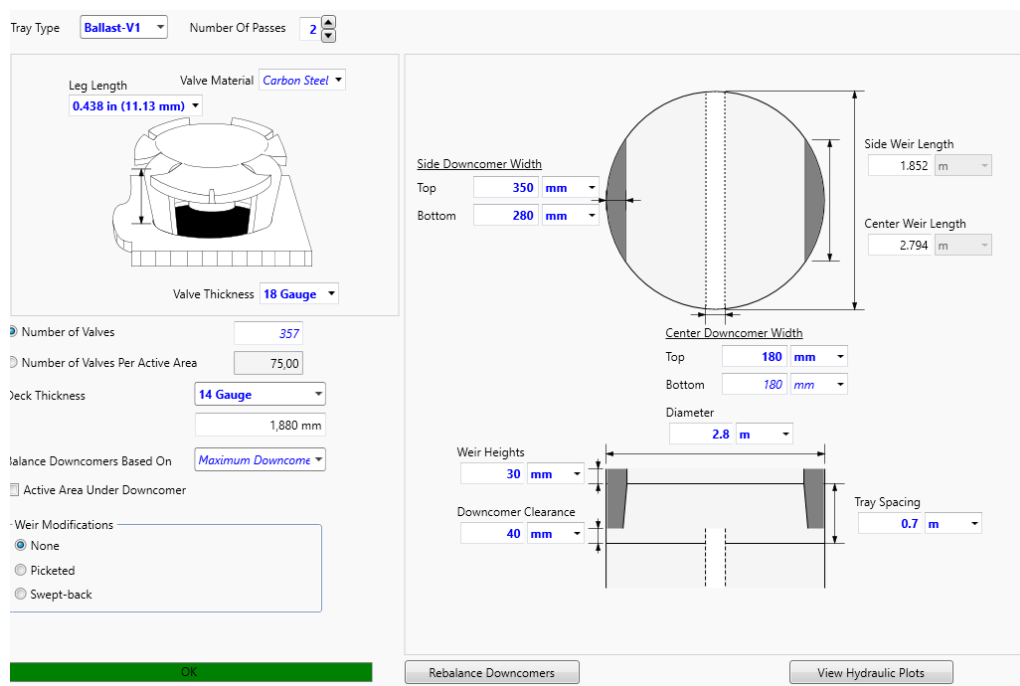 Tray Type Ballast-V1 Number Of Passes 2
Leg Length
0.438 in (11.13 mm)
Valve Material Carbon Steel
Valve Thickness 18 Gauge
Number of Valves 357
Number of Valves Per Active Area 75,00
Deck Thickness 14 Gauge
1,880 mm
Balance Downcomers Based On Maximum Downcome
Active Area Under Downcomer
Weir Modifications
None
Picketed
Swept-back
OK
Side Downcomer Width
Top 350 mm
Bottom 280 mm
Side Weir Length
1.852 m
Center Weir Length
2.794 m
Center Downcomer Width
Top 180 mm
Bottom 180 mm
Diameter
2.8 m
Weir Heights
30 mm
Downcomer Clearance
40 mm
Tray Spacing
0.7 m
Rebalance Downcomers
View Hydraulic Plots